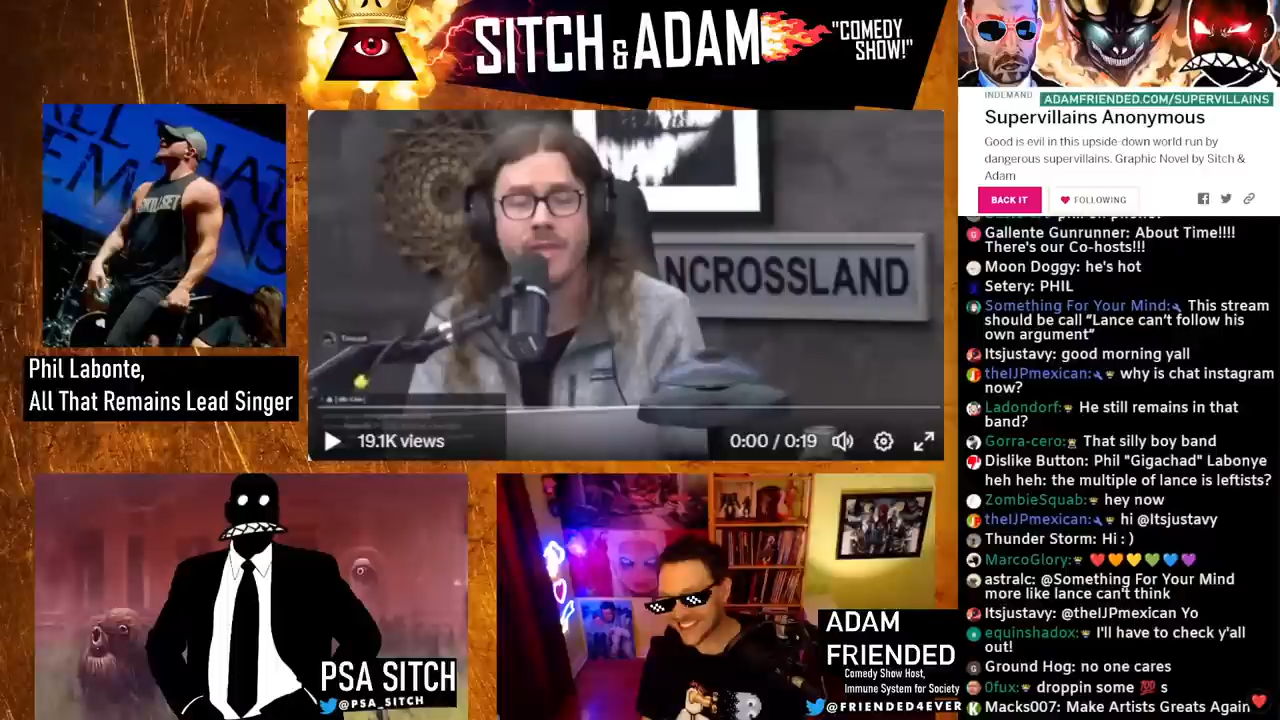 SITCH & ADAM
"COMEDY
SHOW!"
ALL THAT
REMAINS
SKILLSET
Phil Labonte,
All That Remains Lead Singer
NCROSSLAND
19.1K views
0:00 / 0:19
PSA SITCH
@PSA_SITCH
ADAM
FRIENDED
Comedy Show Host,
Immune System for Society
@FRIENDED4EVER
INDEMAND
ADAMFRIENDED.COM/SUPERVILLAINS
Supervillains Anonymous
Good is evil in this upside-down world run by
dangerous supervillains. Graphic Novel by Sitch &
Adam
BACK IT
FOLLOWING
Gallente Gunrunner: About Time!!!!
There's our Co-hosts!!!
Moon Doggy: he's hot
Setery: PHIL
Something For Your Mind: This stream
should be call “Lance can’t follow his
own argument”
Itsjustavy: good morning yall
theIJPmexican: why is chat instagram
now?
Ladondorf: He still remains in that
band?
Gorra-cero: That silly boy band
Dislike Button: Phil "Gigachad" Labonye
heh heh: the multiple of lance is leftists?
ZombieSquab: hey now
theIJPmexican: hi @Itsjustavy
Thunder Storm: Hi : )
MarcoGlory: ❤️🧡💛💚💙💜
astralc: @Something For Your Mind
more like lance can't think
Itsjustavy: @theIJPmexican Yo
equinshadox: I'll have to check y'all
out!
Ground Hog: no one cares
0fux: droppin some 💯 s
Macks007: Make Artists Greats Again